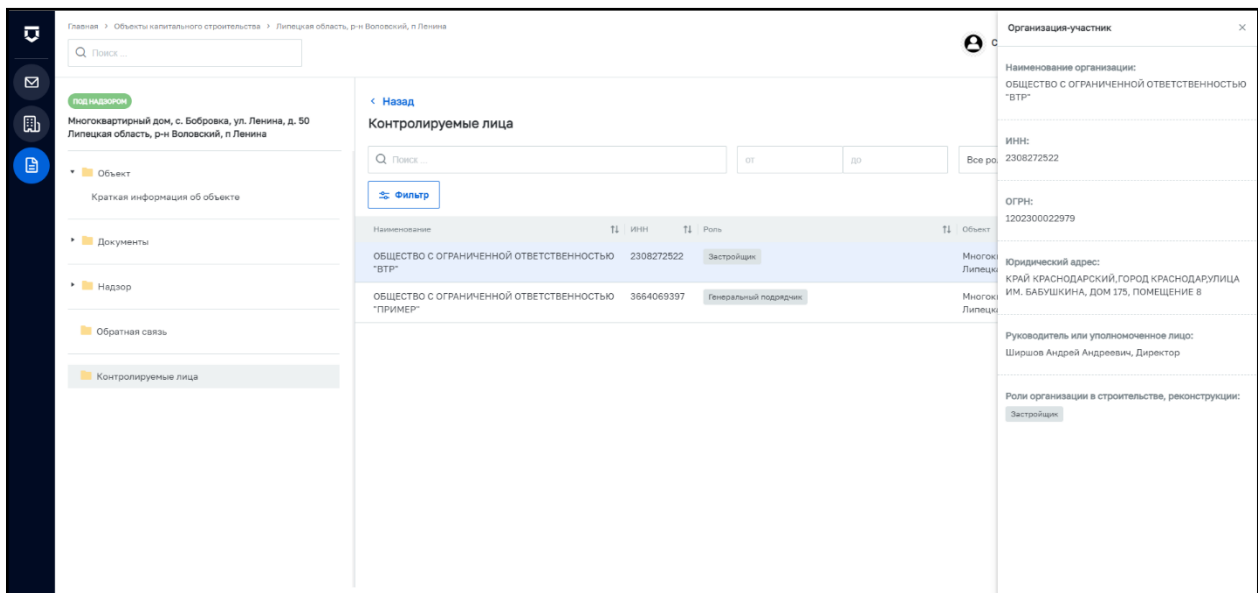 Главная > Объекты капитального строительства > Липецкая область, р-н Воловский, п Ленина
Поиск ...
ПОД НАДЗОРОМ
Многоквартирный дом, с. Бобровка, ул. Ленина, д. 50
Липецкая область, р-н Воловский, п Ленина
Объект
Краткая информация об объекте
Документы
Надзор
Обратная связь
Контролируемые лица
< Назад
Контролируемые лица
Поиск ...
от
до
Все ро
Фильтр
Наименование
ИНН
Роль
Объект
ОБЩЕСТВО С ОГРАНИЧЕННОЙ ОТВЕТСТВЕННОСТЬЮ
"ВТР"
2308272522
Застройщик
Многок
Липецк
ОБЩЕСТВО С ОГРАНИЧЕННОЙ ОТВЕТСТВЕННОСТЬЮ
"ПРИМЕР"
3664069397
Генеральный подрядчик
Многок
Липецк
С
Организация-участник
Наименование организации:
ОБЩЕСТВО С ОГРАНИЧЕННОЙ ОТВЕТСТВЕННОСТЬЮ
"ВТР"
ИНН:
2308272522
ОГРН:
1202300022979
Юридический адрес:
КРАЙ КРАСНОДАРСКИЙ,ГОРОД КРАСНОДАР,УЛИЦА
ИМ. БАБУШКИНА, ДОМ 175, ПОМЕЩЕНИЕ 8
Руководитель или уполномоченное лицо:
Ширшов Андрей Андреевич, Директор
Роли организации в строительстве, реконструкции:
Застройщик